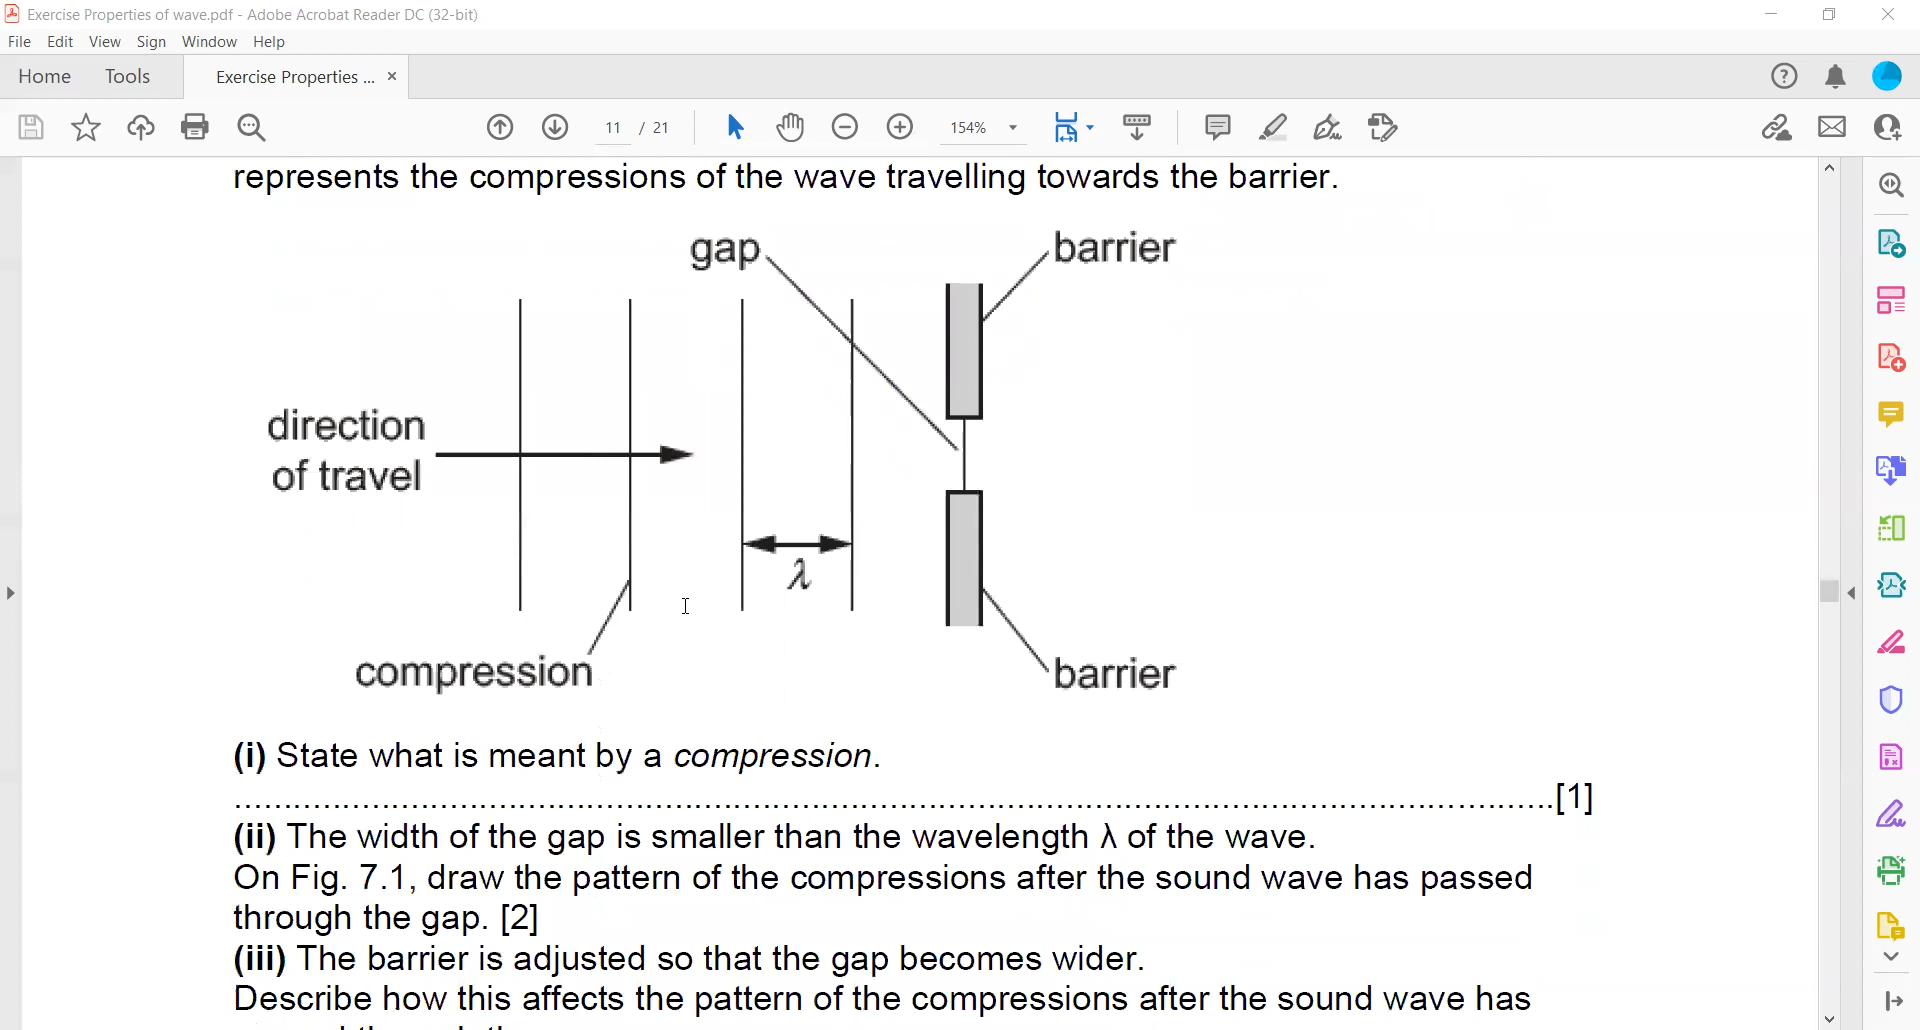 Exercise Properties of wave.pdf - Adobe Acrobat Reader DC (32-bit)
File Edit View Sign Window Help
Home Tools Exercise Properties ... ×
11 / 21 154%
represents the compressions of the wave travelling towards the barrier.
gap barrier
direction
of travel
λ
compression barrier
(i) State what is meant by a compression.
........................................................................................................................................[1]
(ii) The width of the gap is smaller than the wavelength λ of the wave.
On Fig. 7.1, draw the pattern of the compressions after the sound wave has passed
through the gap. [2]
(iii) The barrier is adjusted so that the gap becomes wider.
Describe how this affects the pattern of the compressions after the sound wave has